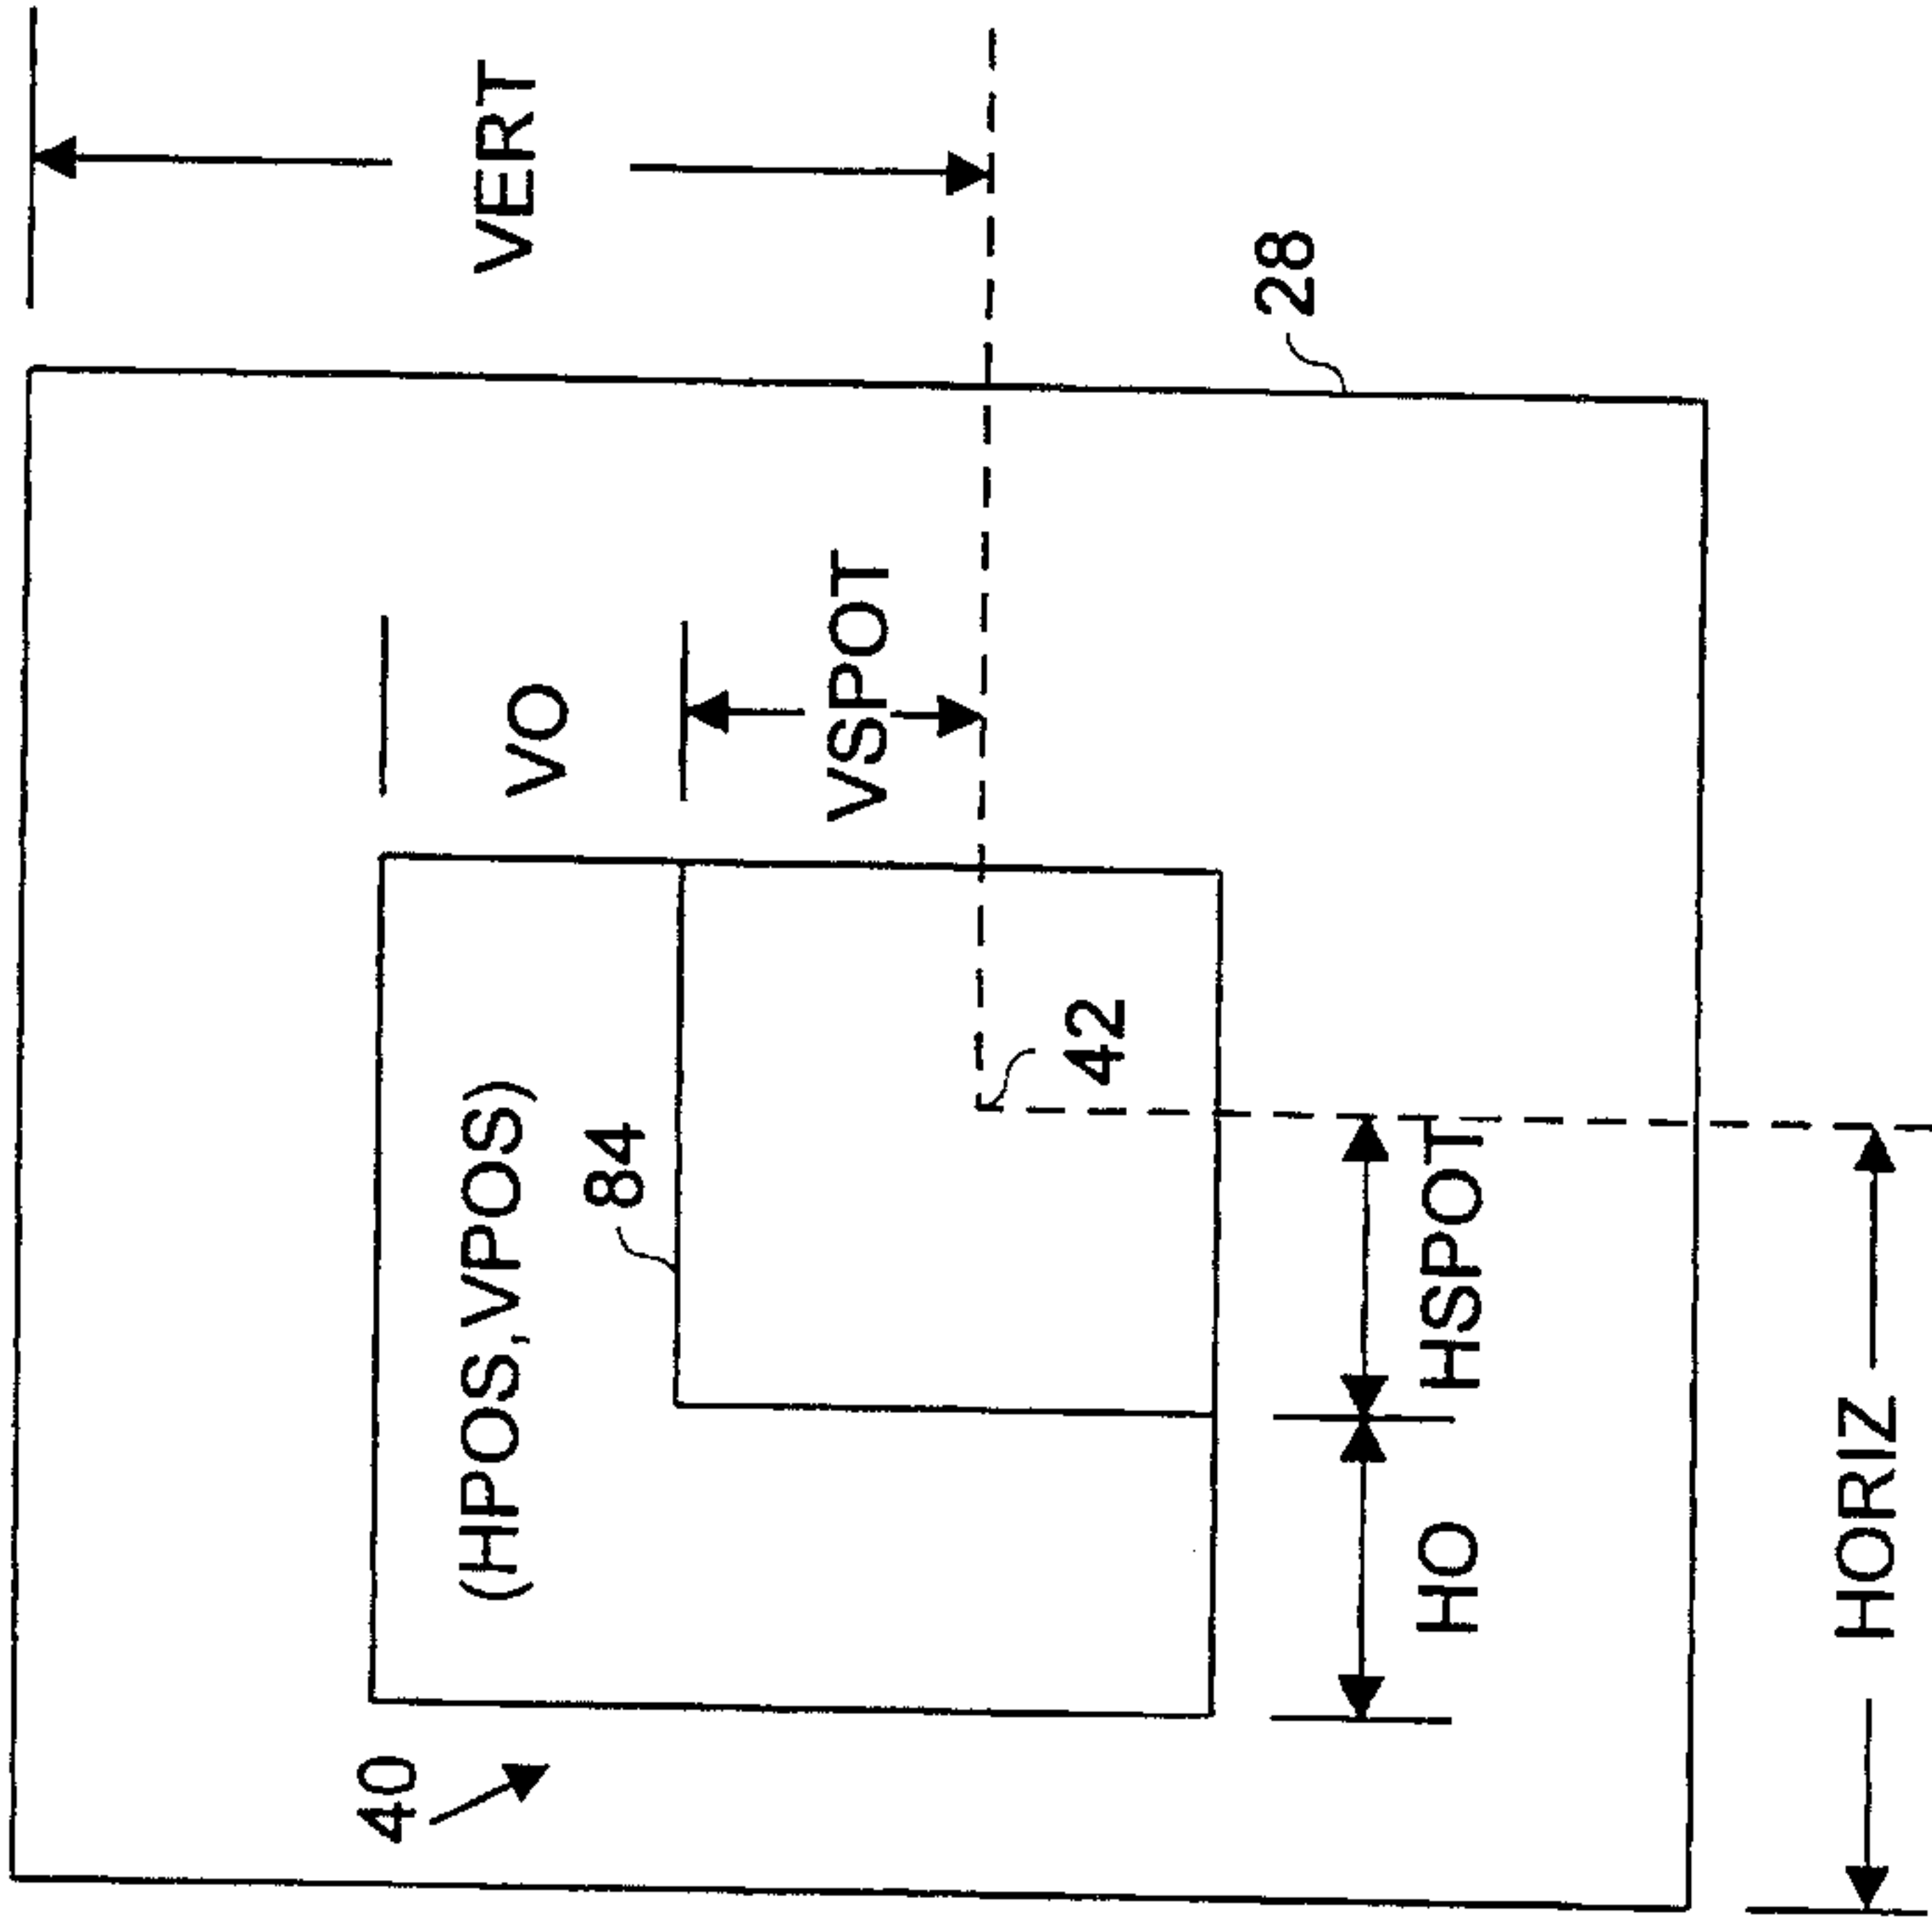 VERT
28
VO
VSPOT
(HPOS,VPOS)
84
42
40
HO
HSPOT
HORIZ